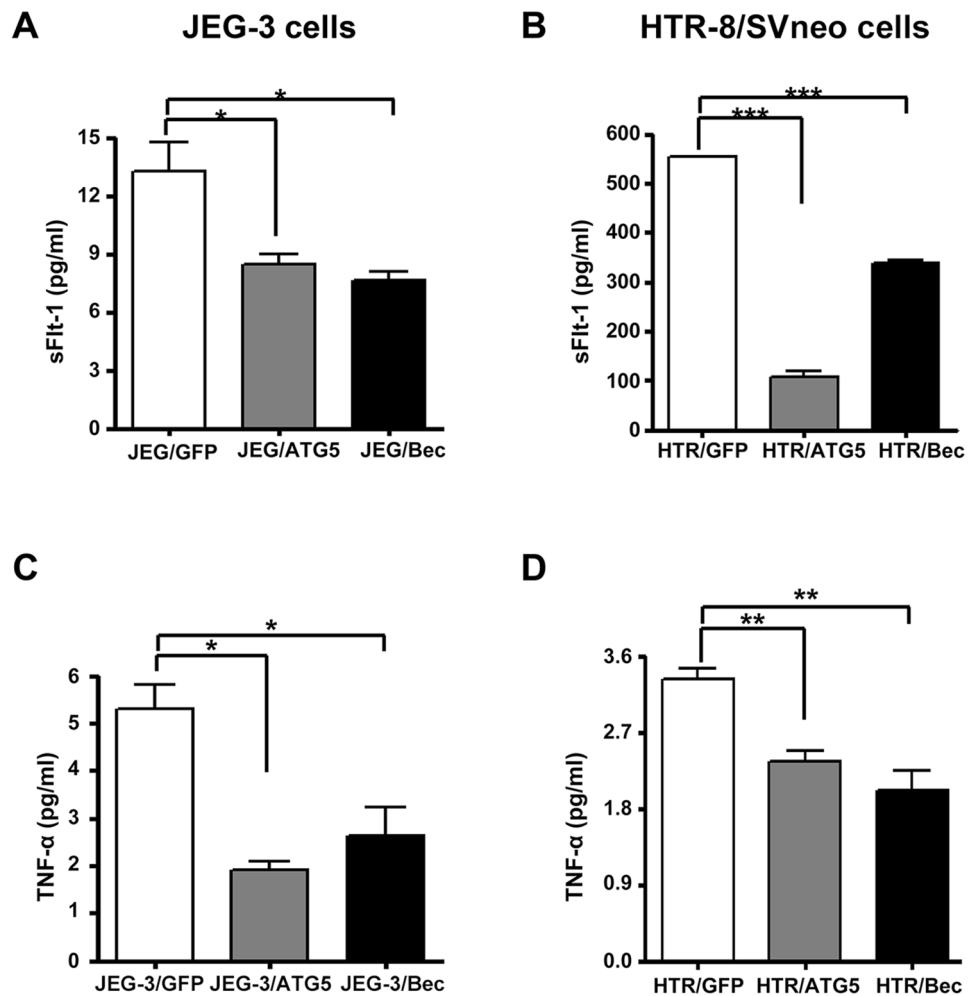 A JEG-3 cells
B HTR-8/SVneo cells
* *
*** ***
sFlt-1 (pg/ml)
15
12
9
6
3
0
JEG/GFP JEG/ATG5 JEG/Bec
sFlt-1 (pg/ml)
600
500
400
300
200
100
0
HTR/GFP HTR/ATG5 HTR/Bec
C
* *
TNF-α (pg/ml)
6
5
4
3
2
1
0
JEG-3/GFP JEG-3/ATG5 JEG-3/Bec
D
** **
TNF-α (pg/ml)
3.6
2.7
1.8
0.9
0.0
HTR/GFP HTR/ATG5 HTR/Bec